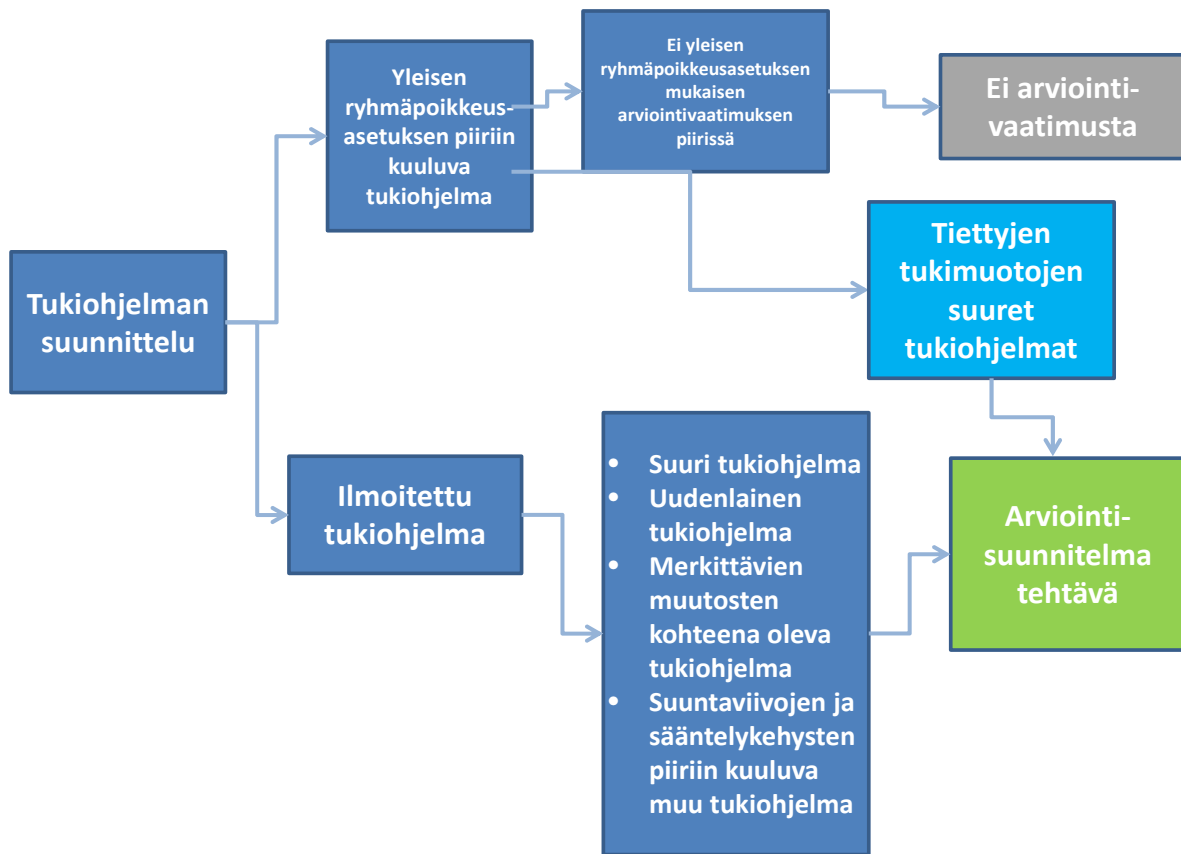 Tukiohjelman
suunnittelu
Yleisen
ryhmäpoikkeus-
asetuksen piiriin
kuuluva
tukiohjelma
Ei yleisen
ryhmäpoikkeusasetuksen
mukaisen
arviointivaatimuksen
piirissä
Ei arviointi-
vaatimusta
Tiettyjen
tukimuotojen
suuret
tukiohjelmat
Ilmoitettu
tukiohjelma
• Suuri tukiohjelma
• Uudenlainen
tukiohjelma
• Merkittävien
muutosten
kohteena oleva
tukiohjelma
• Suuntaviivojen ja
sääntelykehysten
piiriin kuuluva
muu tukiohjelma
Arviointi-
suunnitelma
tehtävä